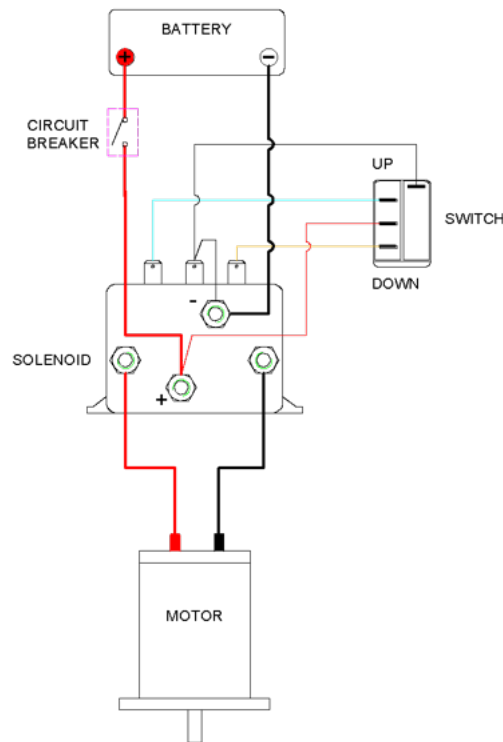 BATTERY
+
−
CIRCUIT
BREAKER
UP
SWITCH
DOWN
-
SOLENOID
+
MOTOR